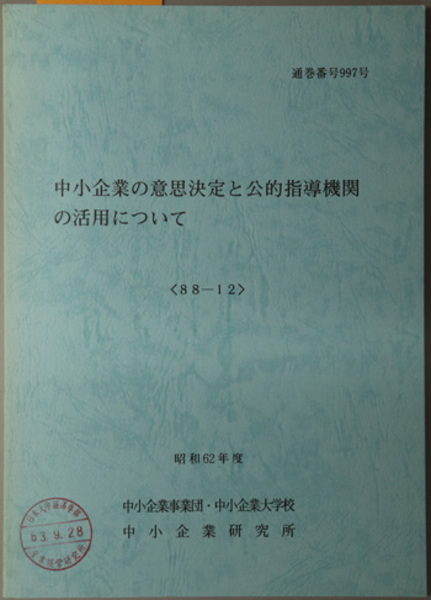 通巻番号997号
中小企業の意思決定と公的指導機関
の活用について
〈88—12〉
昭和62年度
中小企業事業団・中小企業大学校
中小企業研究所
63.9.28